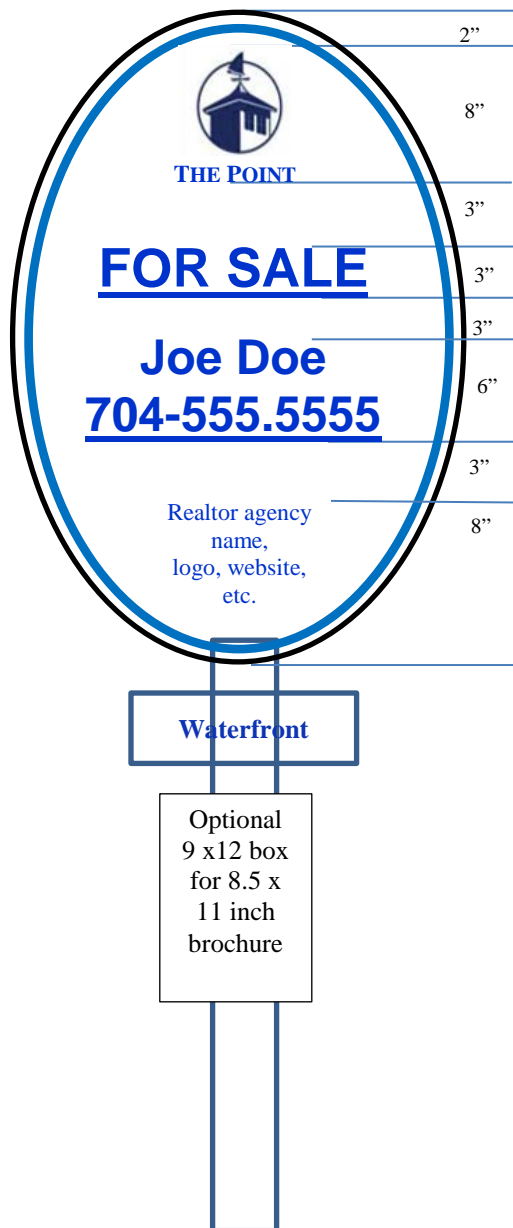 2”
8”
THE POINT
3”
FOR SALE
3”
3”
Joe Doe
6”
704-555.5555
3”
Realtor agency
8”
name,
logo, website,
etc.
Waterfront
Optional
9 x12 box
for 8.5 x
11 inch
brochure